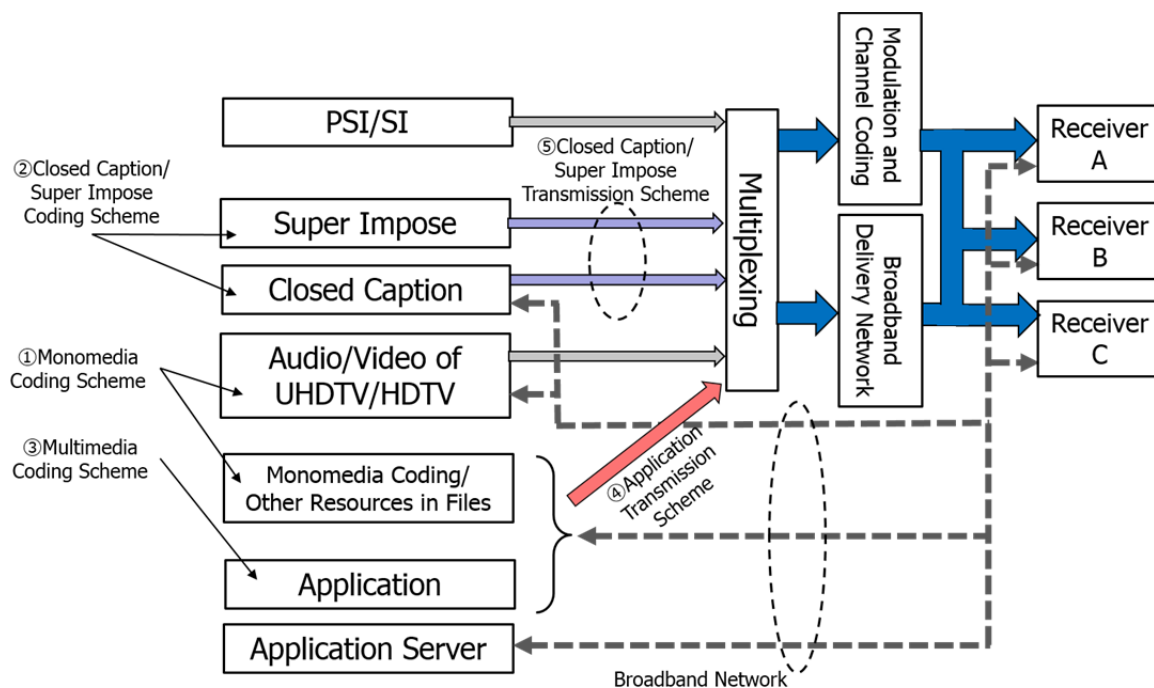 PSI/SI
②Closed Caption/
Super Impose
Coding Scheme
Super Impose
Closed Caption
⑤Closed Caption/
Super Impose
Transmission Scheme
Audio/Video of
UHDTV/HDTV
①Monomedia
Coding Scheme
③Multimedia
Coding Scheme
Monomedia Coding/
Other Resources in Files
Application
Application Server
④Application
Transmission
Scheme
Multiplexing
Modulation and
Channel Coding
Broadband
Delivery Network
Receiver
A
Receiver
B
Receiver
C
Broadband Network